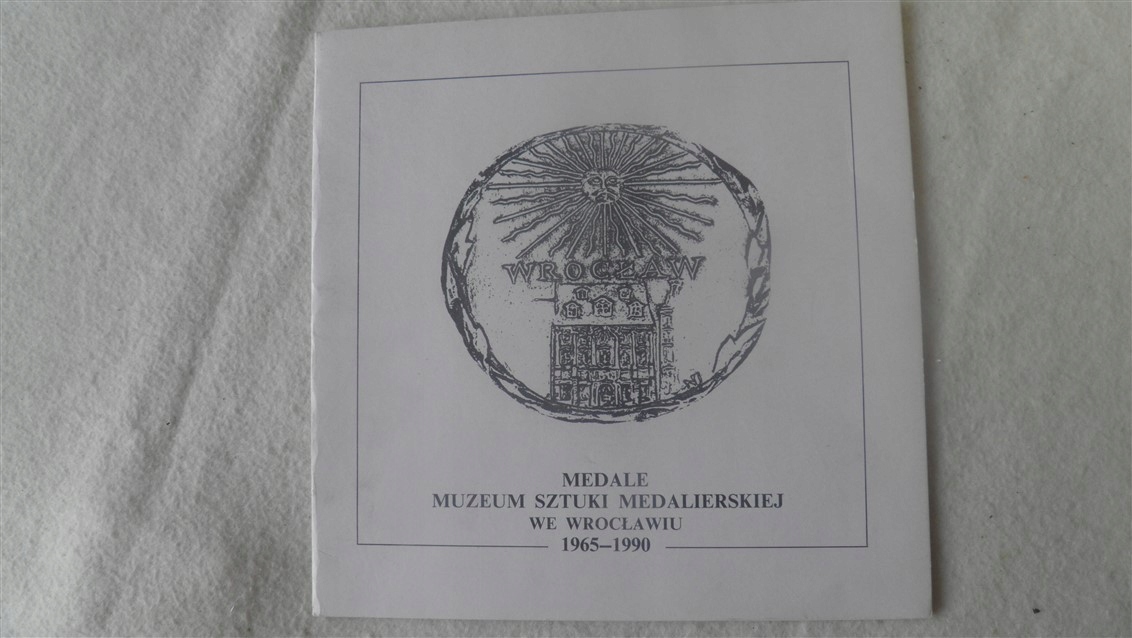 WROCŁAW
MEDALE
MUZEUM SZTUKI MEDALIERSKIEJ
WE WROCŁAWIU
1965–1990